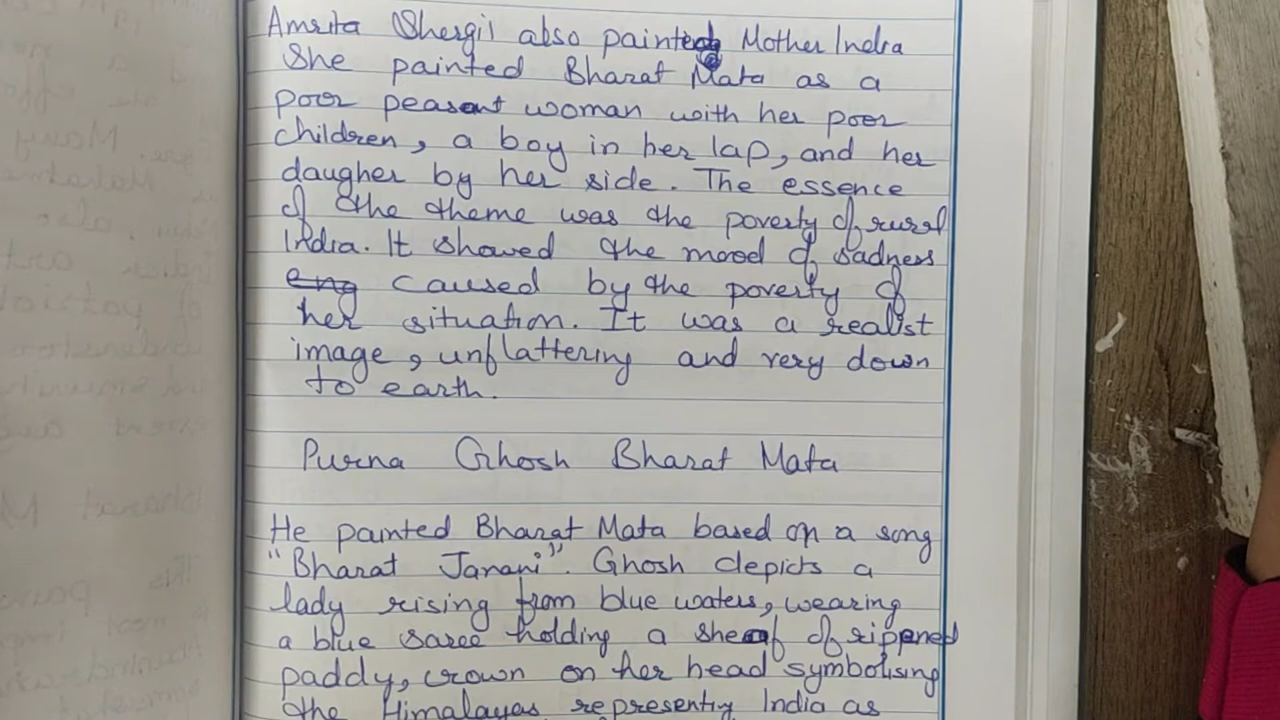 Amrita Shergil also painted Mother India
She painted Bharat Mata as a
poor peasant woman with her poor
children, a boy in her lap, and her
daugher by her side. The essence
of the theme was the poverty of rural
India. It showed the mood of sadness
eng caused by the poverty of
her situation. It was a realist
image, unflattering and very down
to earth.
Purna Ghosh Bharat Mata
He painted Bharat Mata based on a song
"Bharat Janani". Ghosh depicts a
lady rising from blue waters, wearing
a blue saree holding a sheaf of rippened
paddy, crown on her head symbolising
the Himalayas representing India as